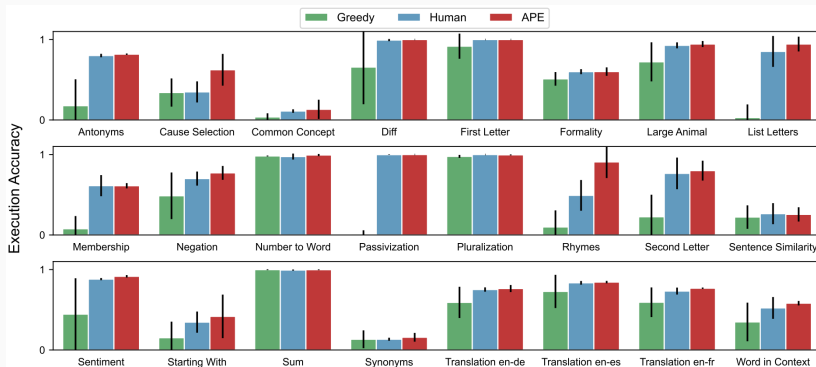 Greedy Human APE
Execution Accuracy
1
0
Antonyms Cause Selection Common Concept Diff First Letter Formality Large Animal List Letters
1
0
Membership Negation Number to Word Passivization Pluralization Rhymes Second Letter Sentence Similarity
1
0
Sentiment Starting With Sum Synonyms Translation en-de Translation en-es Translation en-fr Word in Context